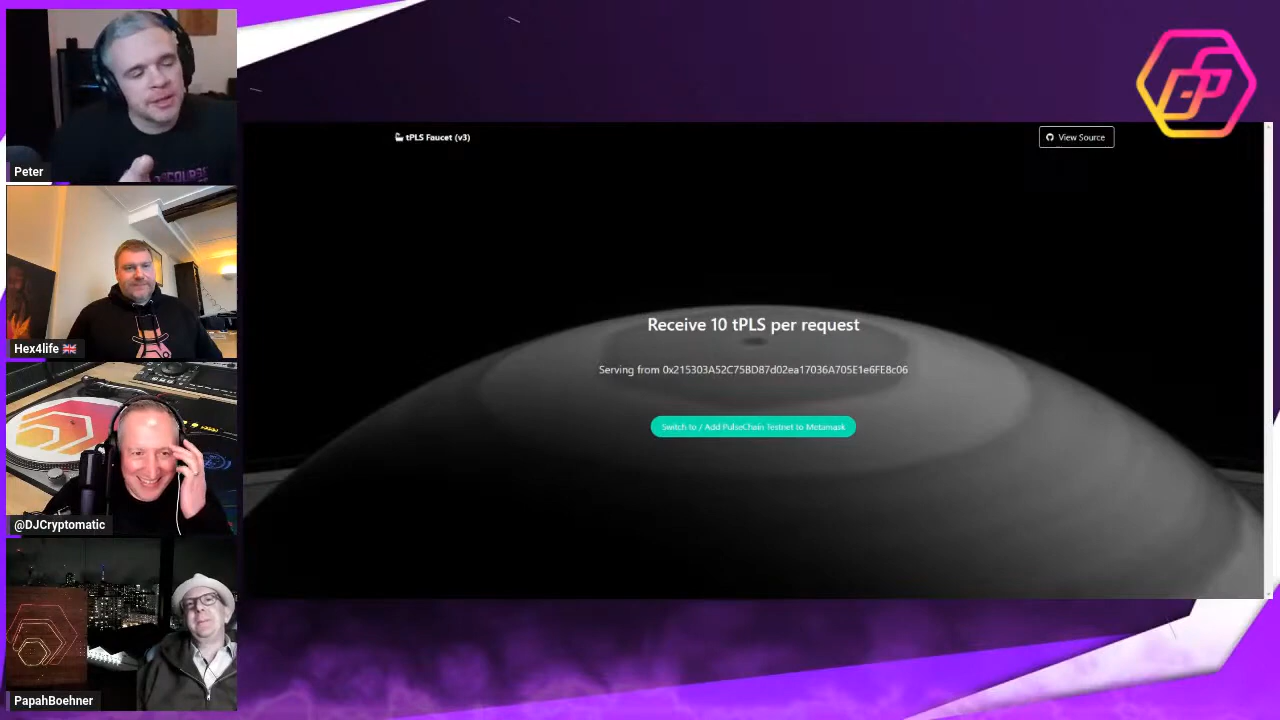 Peter
Hex4life 🇬🇧
@DJCryptomatic
PapahBoehner
tPLS Faucet (v3)
View Source
Receive 10 tPLS per request
Serving from 0x215303A52C75BD87d02ea17036A705E1e6FE8c06
Switch to / Add PulseChain Testnet to Metamask